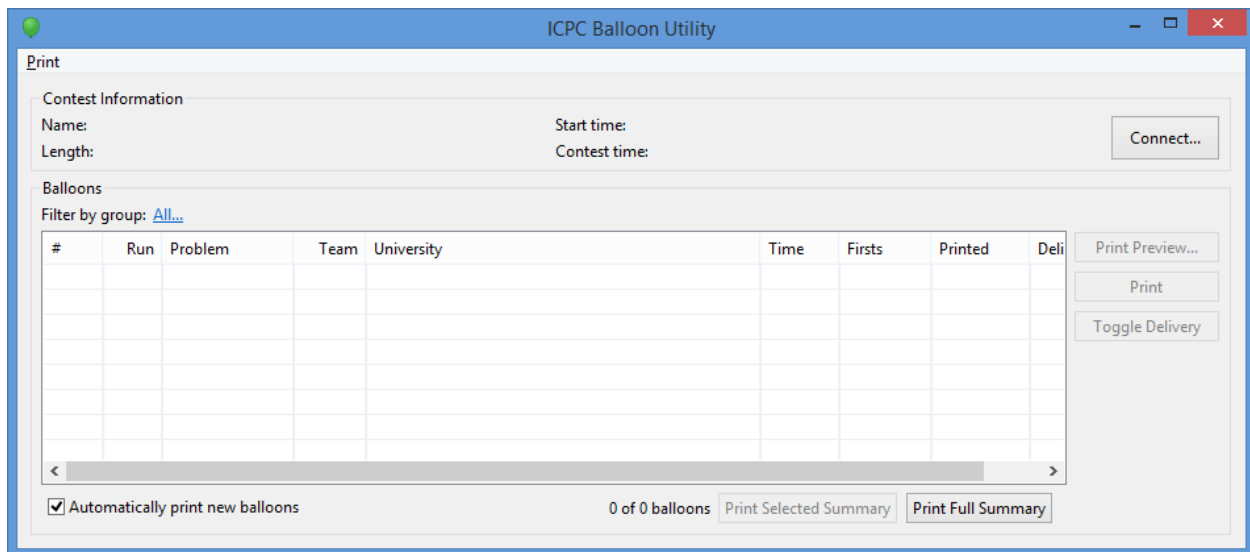 ICPC Balloon Utility
Print
Contest Information
Name:
Start time:
Connect...
Length:
Contest time:
Balloons
Filter by group: All...
# Run Problem Team University Time Firsts Printed Deli
Print Preview...
Print
Toggle Delivery
Automatically print new balloons
0 of 0 balloons
Print Selected Summary
Print Full Summary